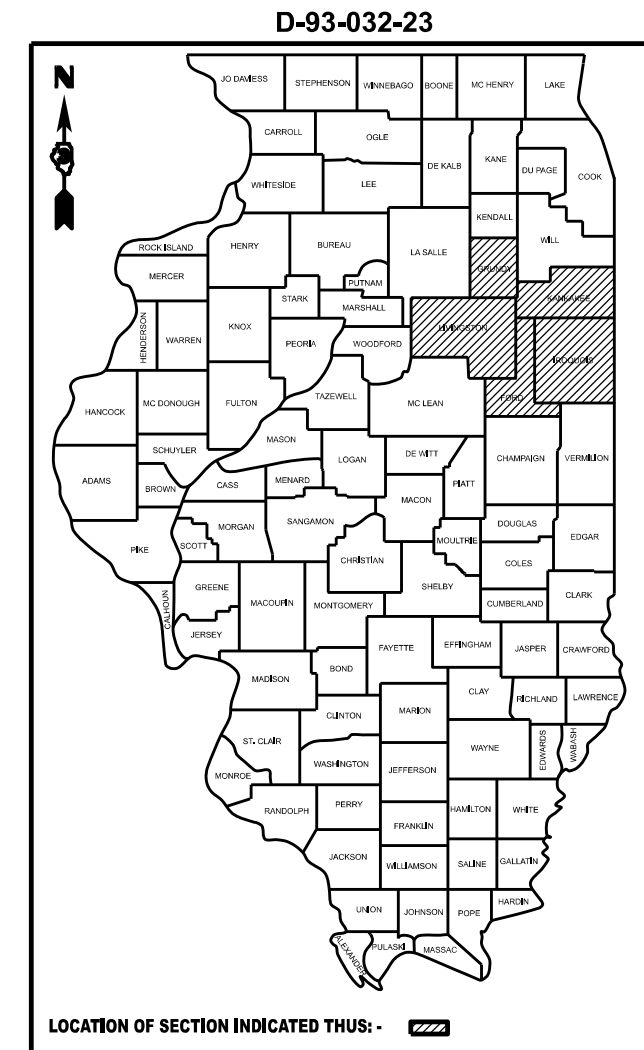 D-93-032-23
N
JO DAVIESS STEPHENSON WINNEBAGO BOONE MC HENRY LAKE
CARROLL OGLE DE KALB KANE DU PAGE COOK
WHITESIDE LEE
KENDALL
ROCK ISLAND HENRY BUREAU LA SALLE WILL
MERCER PUTNAM GRUNDY
STARK MARSHALL KANKAKEE
HENDERSON WARREN KNOX PEORIA WOODFORD LIVINGSTON IROQUOIS
HANCOCK MC DONOUGH FULTON TAZEWELL MC LEAN FORD
MASON
SCHUYLER LOGAN DE WITT CHAMPAIGN VERMILION
ADAMS BROWN CASS MENARD MACON PIATT
PIKE SCOTT MORGAN SANGAMON MOULTRIE DOUGLAS EDGAR
CHRISTIAN COLES
CALHOUN GREENE MACOUPIN MONTGOMERY SHELBY CUMBERLAND CLARK
JERSEY
FAYETTE EFFINGHAM JASPER CRAWFORD
MADISON BOND
CLAY RICHLAND LAWRENCE
CLINTON MARION
ST. CLAIR WAYNE EDWARDS WABASH
MONROE WASHINGTON JEFFERSON
RANDOLPH PERRY HAMILTON WHITE
FRANKLIN
JACKSON WILLIAMSON SALINE GALLATIN
UNION JOHNSON POPE HARDIN
ALEXANDER PULASKI MASSAC
LOCATION OF SECTION INDICATED THUS: -